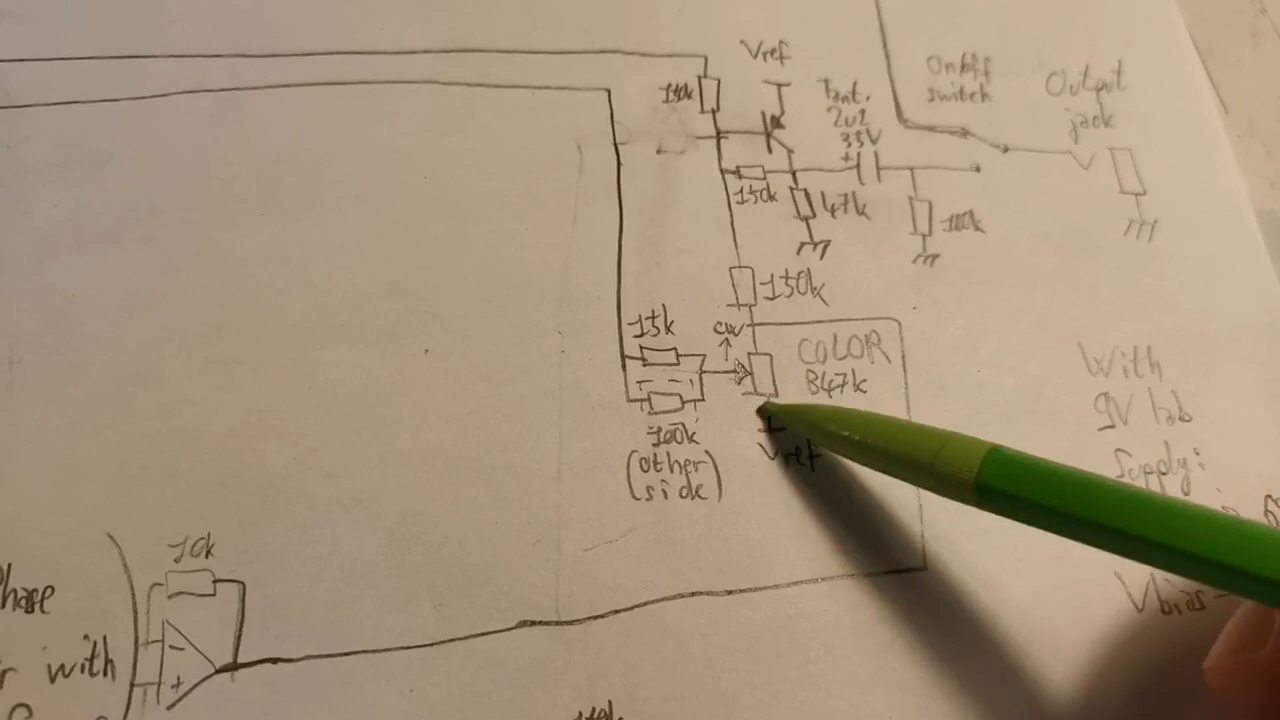 Vref
150k
Tant.
2u2
35V
On/off
switch
Output
jack
+
150k
47k
100k
150k
15k
cw
COLOR
B47k
100k
(other
side)
Vref
With
9V lab
Supply:
10k
Phase
with
-
+
Vbias